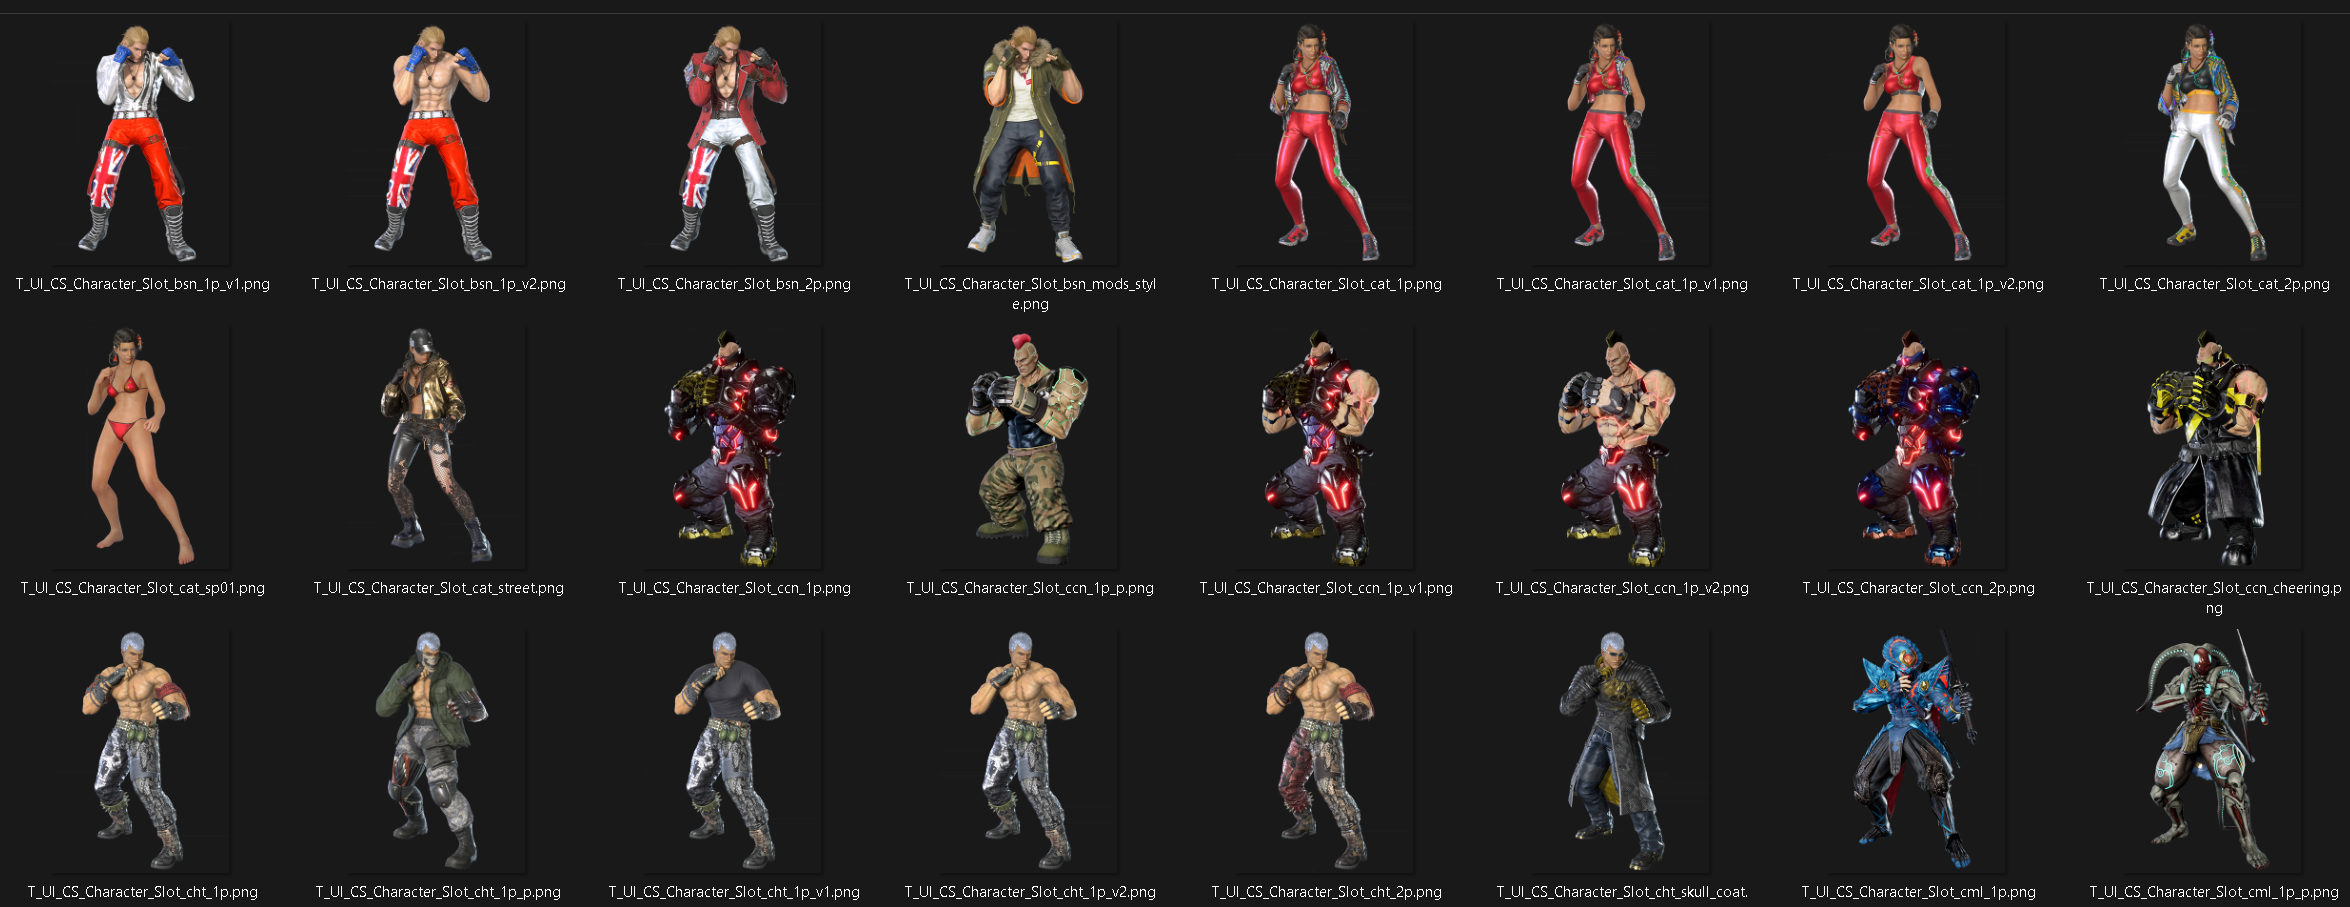 T_UI_CS_Character_Slot_bsn_1p_v1.png
T_UI_CS_Character_Slot_bsn_1p_v2.png
T_UI_CS_Character_Slot_bsn_2p.png
T_UI_CS_Character_Slot_bsn_mods_styl
e.png
T_UI_CS_Character_Slot_cat_1p.png
T_UI_CS_Character_Slot_cat_1p_v1.png
T_UI_CS_Character_Slot_cat_1p_v2.png
T_UI_CS_Character_Slot_cat_2p.png
T_UI_CS_Character_Slot_cat_sp01.png
T_UI_CS_Character_Slot_cat_street.png
T_UI_CS_Character_Slot_ccn_1p.png
T_UI_CS_Character_Slot_ccn_1p_p.png
T_UI_CS_Character_Slot_ccn_1p_v1.png
T_UI_CS_Character_Slot_ccn_1p_v2.png
T_UI_CS_Character_Slot_ccn_2p.png
T_UI_CS_Character_Slot_ccn_cheering.p
ng
T_UI_CS_Character_Slot_cht_1p.png
T_UI_CS_Character_Slot_cht_1p_p.png
T_UI_CS_Character_Slot_cht_1p_v1.png
T_UI_CS_Character_Slot_cht_1p_v2.png
T_UI_CS_Character_Slot_cht_2p.png
T_UI_CS_Character_Slot_cht_skull_coat.
T_UI_CS_Character_Slot_cml_1p.png
T_UI_CS_Character_Slot_cml_1p_p.png